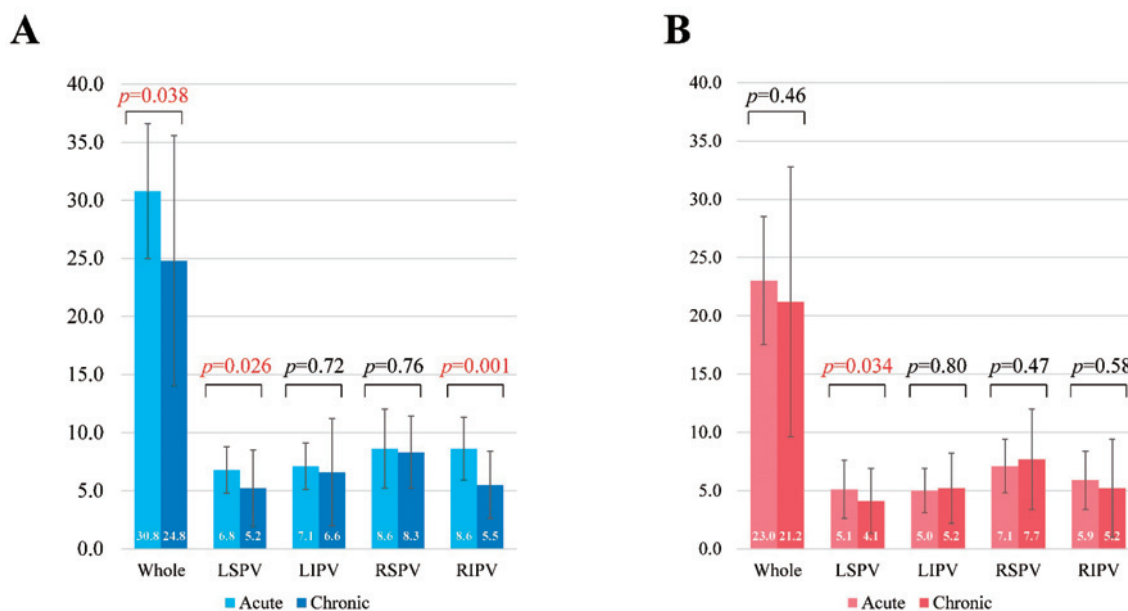 A
40.0
35.0
30.0
25.0
20.0
15.0
10.0
5.0
0.0
p=0.038
p=0.026
p=0.72
p=0.76
p=0.001
30.8 24.8
6.8 5.2
7.1 6.6
8.6 8.3
8.6 5.5
Whole LSPV LIPV RSPV RIPV
Acute Chronic
B
40.0
35.0
30.0
25.0
20.0
15.0
10.0
5.0
0.0
p=0.46
p=0.034
p=0.80
p=0.47
p=0.58
23.0 21.2
5.1 4.1
5.0 5.2
7.1 7.7
5.9 5.2
Whole LSPV LIPV RSPV RIPV
Acute Chronic